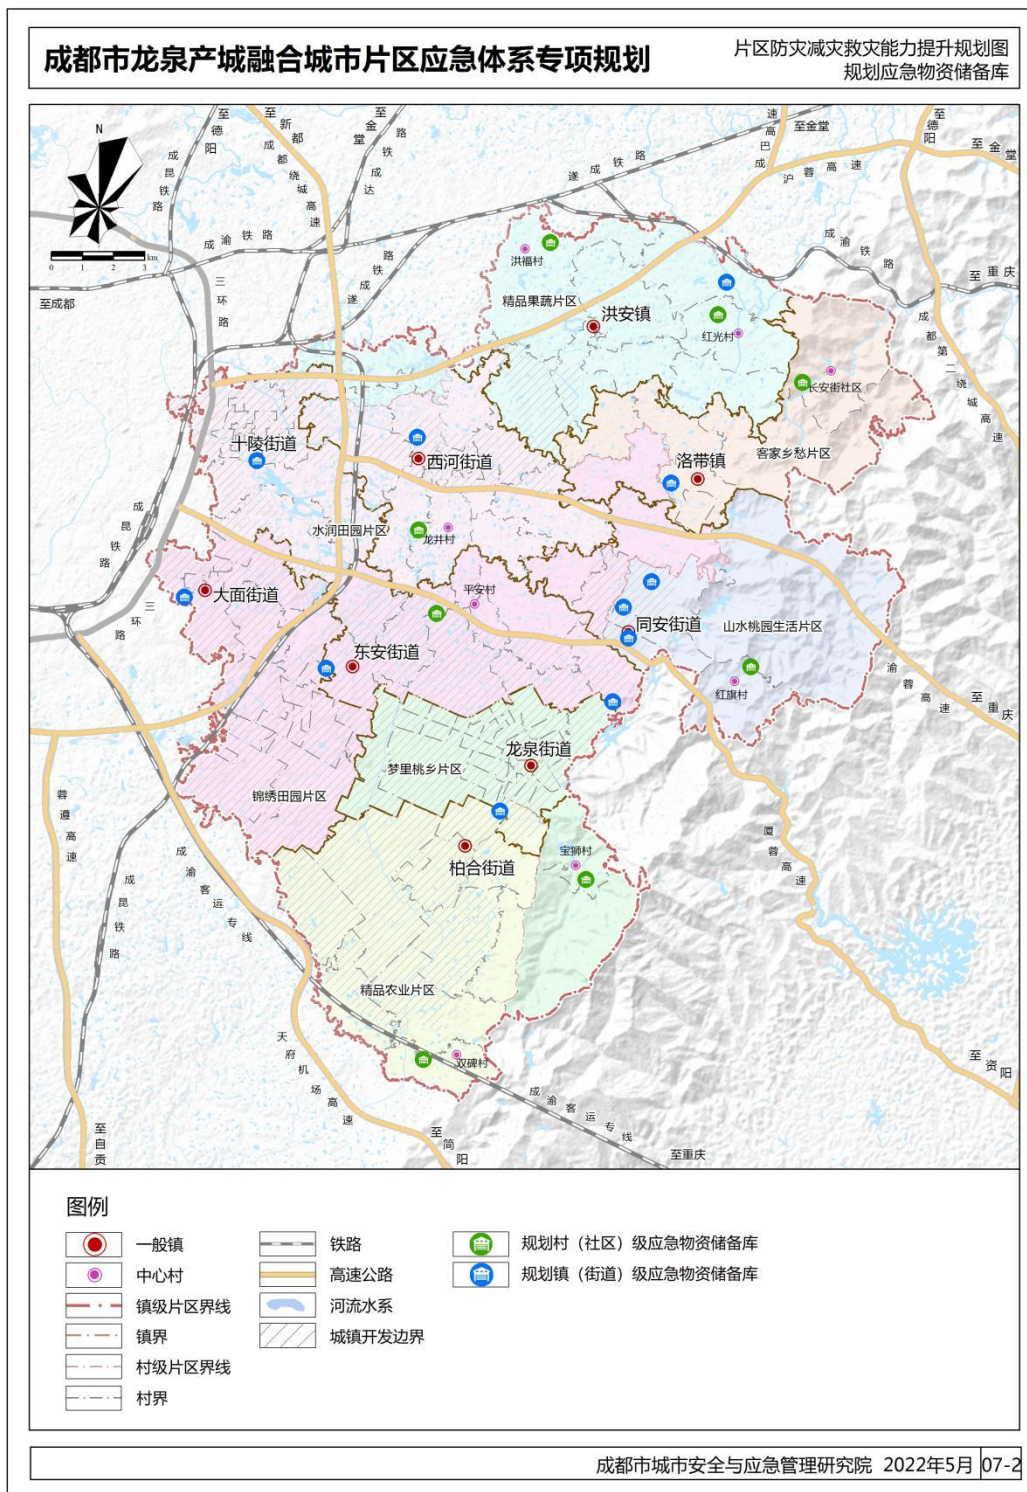 成都市龙泉产城融合城市片区应急体系专项规划
片区防灾减灾救灾能力提升规划图
规划应急物资储备库
至德阳
至新都
至金堂
成都绕城高速
成达铁路
成昆铁路
成渝铁路
遂成铁路
遂成铁路
成巴高速
至金堂
沪蓉高速
至德阳
至金堂
成渝铁路
至重庆
成都第二绕城高速
N
0 1 2 3 km
至成都
三环路
洪福村
精品果蔬片区
洪安镇
红光村
长安街社区
客家乡愁片区
十陵街道
西河街道
洛带镇
水润田园片区
龙井村
成昆铁路
三环路
大面街道
平安村
同安街道
山水桃园生活片区
东安街道
红旗村
渝蓉高速
至重庆
龙泉街道
梦里桃乡片区
锦绣田园片区
蓉遵高速
成昆铁路
成渝客运专线
柏合街道
宝狮村
厦蓉高速
精品农业片区
双碑村
天府机场高速
成渝客运专线
至资阳
至自贡
至简阳
至重庆
图例
一般镇
铁路
规划村（社区）级应急物资储备库
中心村
高速公路
规划镇（街道）级应急物资储备库
镇级片区界线
河流水系
镇界
城镇开发边界
村级片区界线
村界
成都市城市安全与应急管理研究院 2022年5月 07-2